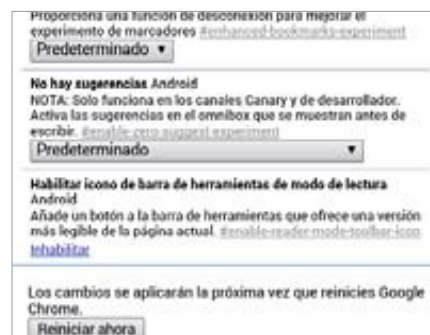 Proporciona una función de desconexión para mejorar el
experimento de marcadores #enhanced-bookmarks-experiment
Predeterminado ▼
No hay sugerencias Android
NOTA: Solo funciona en los canales Canary y de desarrollador.
Activa las sugerencias en el omnibox que se muestran antes de
escribir. #enable-zero-suggest-experiment
Predeterminado ▼
Habilitar icono de barra de herramientas de modo de lectura
Android
Añade un botón a la barra de herramientas que ofrece una versión
más legible de la página actual. #enable-reader-mode-toolbar-icon
Inhabilitar
Los cambios se aplicarán la próxima vez que reinicies Google
Chrome.
Reiniciar ahora